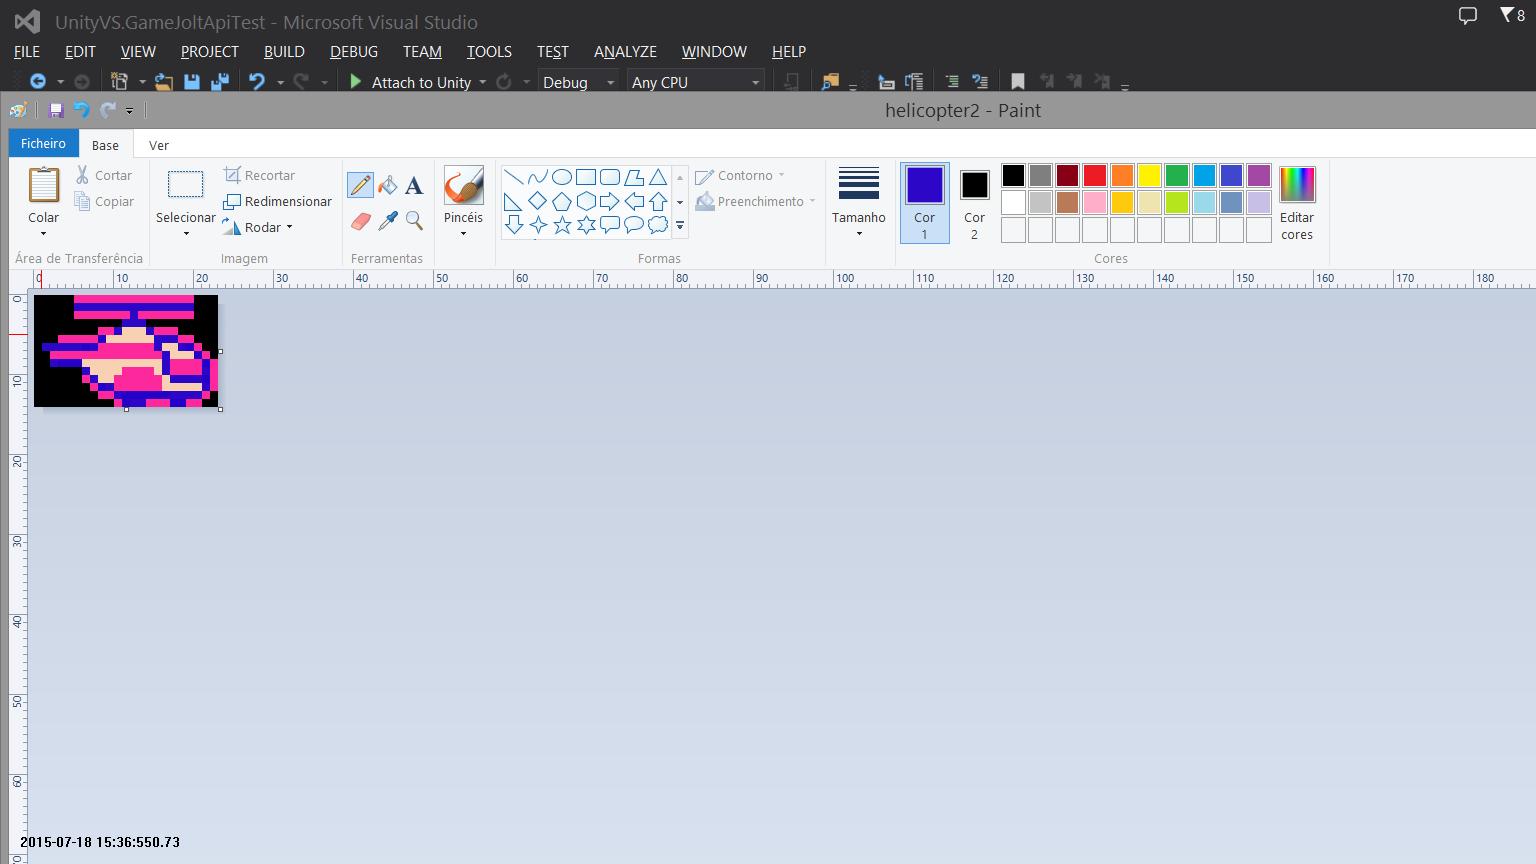 UnityVS.GameJoltApiTest - Microsoft Visual Studio
8
FILE EDIT VIEW PROJECT BUILD DEBUG TEAM TOOLS TEST ANALYZE WINDOW HELP
Attach to Unity Debug Any CPU
helicopter2 - Paint
Ficheiro Base Ver
Colar Cortar Copiar
Selecionar Recortar Redimensionar Rodar
A
Pincéis
Contorno Preenchimento
Tamanho
Cor 1
Cor 2
Editar cores
Área de Transferência Imagem Ferramentas Formas Cores
0 10 20 30 40 50 60 70 80 90 100 110 120 130 140 150 160 170 180
0
10
20
30
40
50
60
70
2015-07-18 15:36:550.73